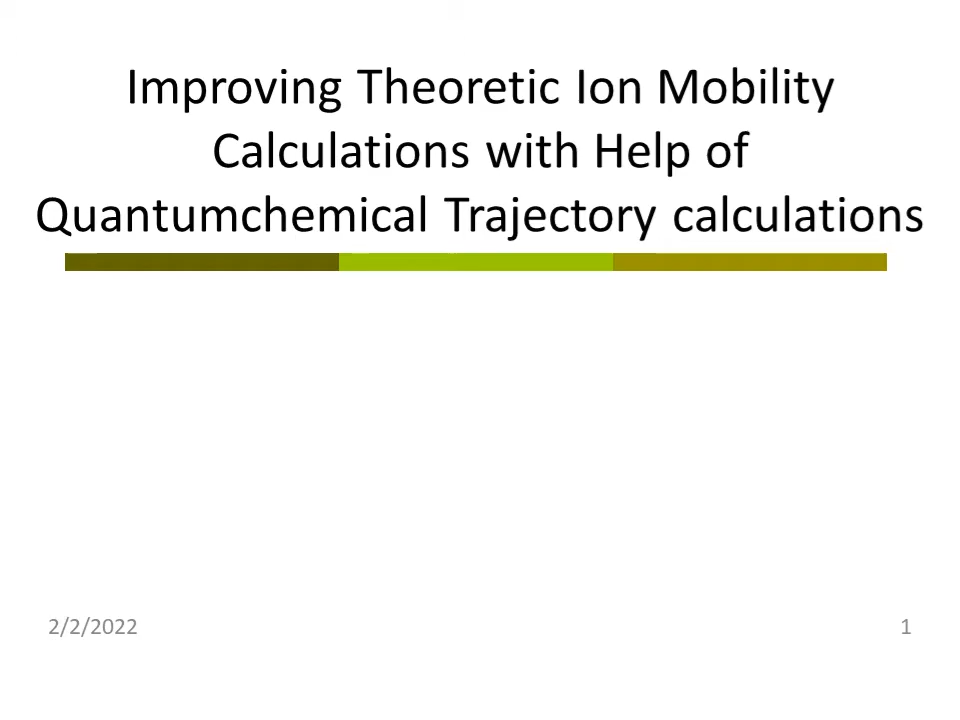 Improving Theoretic Ion Mobility
Calculations with Help of
Quantumchemical Trajectory calculations
2/2/2022
1